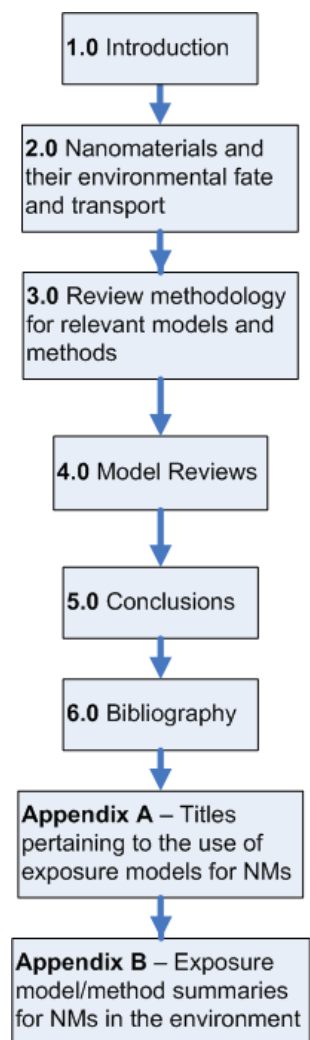 1.0 Introduction
2.0 Nanomaterials and
their environmental fate
and transport
3.0 Review methodology
for relevant models and
methods
4.0 Model Reviews
5.0 Conclusions
6.0 Bibliography
Appendix A – Titles
pertaining to the use of
exposure models for NMs
Appendix B – Exposure
model/method summaries
for NMs in the environment